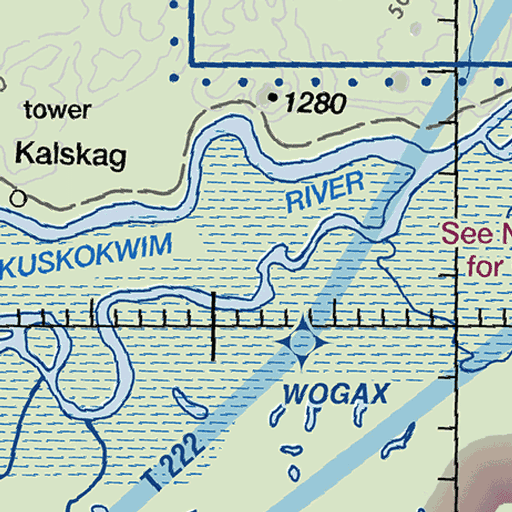 1280
tower
Kalskag
RIVER
See N
KUSKOKWIM
for
WOGAX
T 222